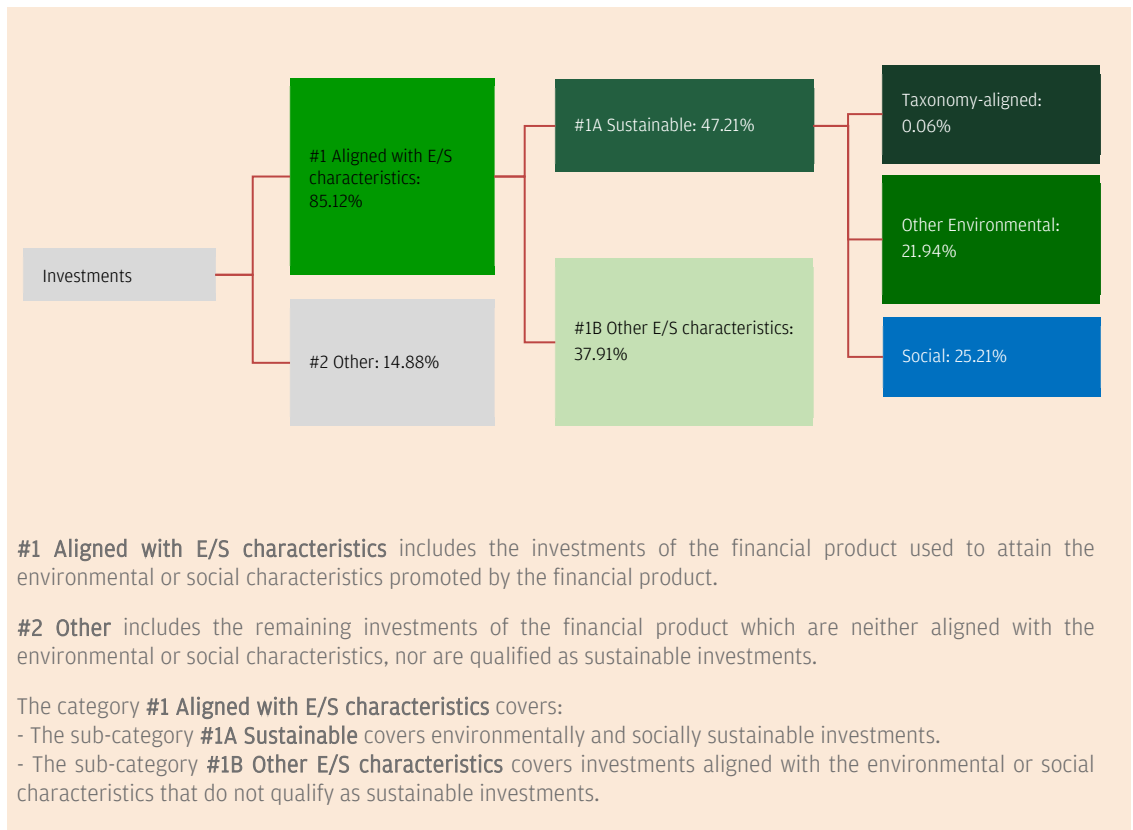 Investments
#1 Aligned with E/S
characteristics:
85.12%
#2 Other: 14.88%
#1A Sustainable: 47.21%
#1B Other E/S characteristics:
37.91%
Taxonomy-aligned:
0.06%
Other Environmental:
21.94%
Social: 25.21%
#1 Aligned with E/S characteristics includes the investments of the financial product used to attain the
environmental or social characteristics promoted by the financial product.
#2 Other includes the remaining investments of the financial product which are neither aligned with the
environmental or social characteristics, nor are qualified as sustainable investments.
The category #1 Aligned with E/S characteristics covers:
- The sub-category #1A Sustainable covers environmentally and socially sustainable investments.
- The sub-category #1B Other E/S characteristics covers investments aligned with the environmental or social
characteristics that do not qualify as sustainable investments.